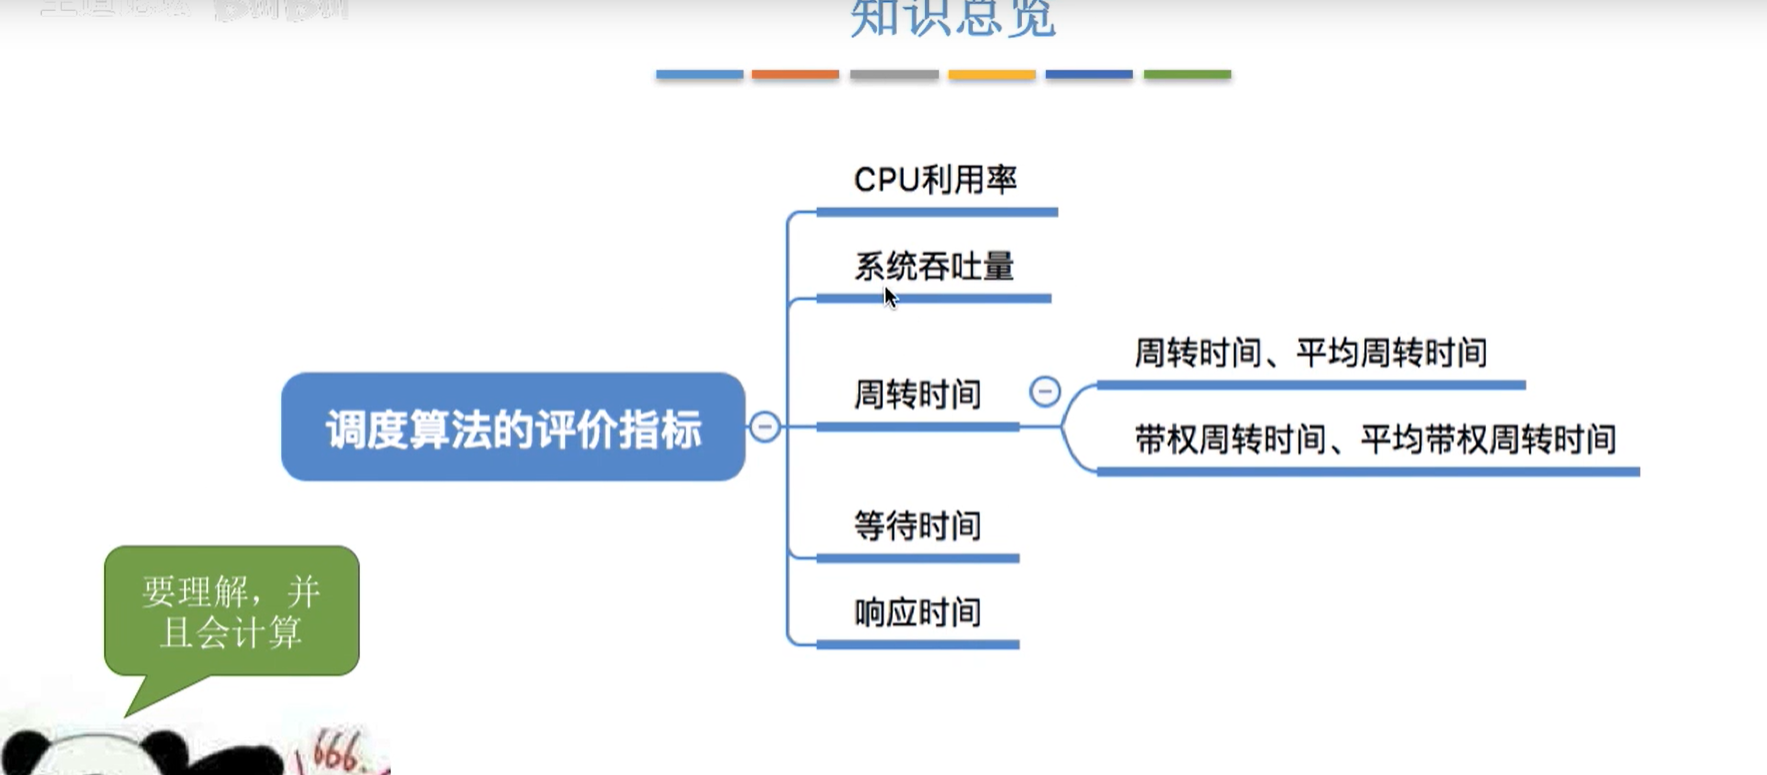 知识总览
CPU利用率
系统吞吐量
周转时间、平均周转时间
周转时间
调度算法的评价指标
带权周转时间、平均带权周转时间
等待时间
响应时间
要理解，并
且会计算
666